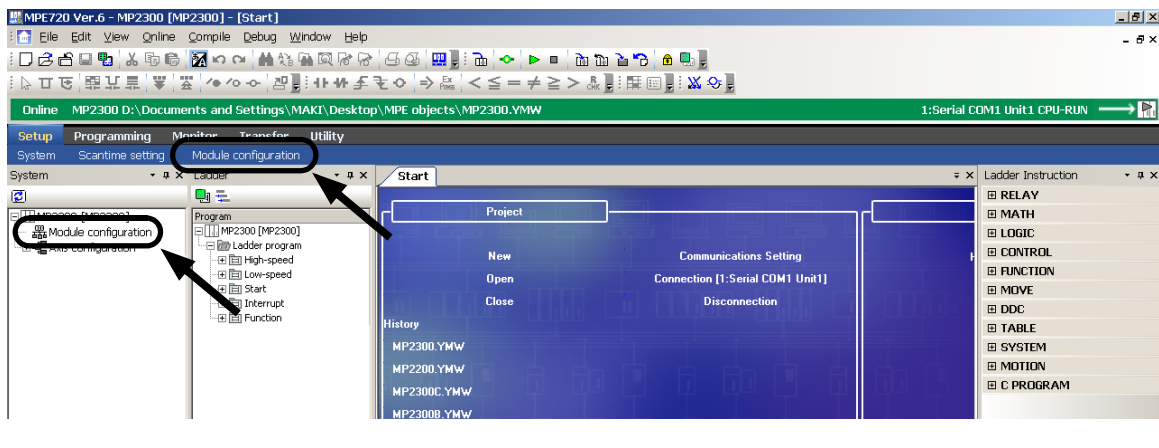 MPE720 Ver.6 - MP2300 [MP2300] - [Start]
File Edit View Online Compile Debug Window Help
Online MP2300 D:\Documents and Settings\MAKI\Desktop\MPE objects\MP2300.YMW 1:Serial COM1 Unit1 CPU-RUN
Setup Programming Monitor Transfer Utility
System Scantime setting Module configuration
System
MP2300 [MP2300]
Module configuration
Axis configuration
Ladder
Program
MP2300 [MP2300]
Ladder program
High-speed
Low-speed
Start
Interrupt
Function
Start
Project
New Communications Setting
Open Connection [1:Serial COM1 Unit1]
Close Disconnection
History
MP2300.YMW
MP2200.YMW
MP2300C.YMW
MP2300B.YMW
Ladder Instruction
RELAY
MATH
LOGIC
CONTROL
FUNCTION
MOVE
DDC
TABLE
SYSTEM
MOTION
C PROGRAM